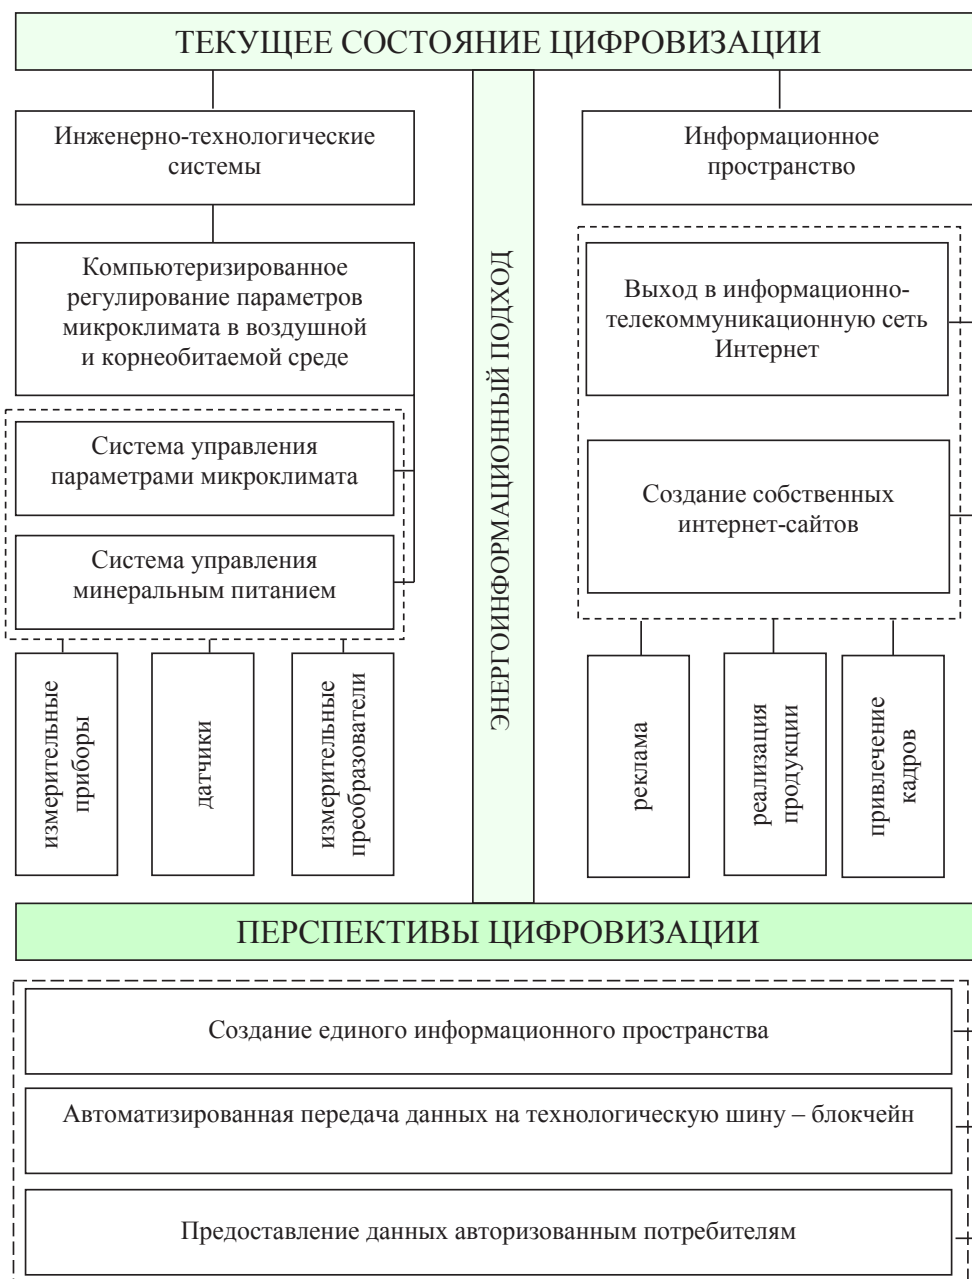 ТЕКУЩЕЕ СОСТОЯНИЕ ЦИФРОВИЗАЦИИ
Инженерно-технологические
системы
Компьютеризированное
регулирование параметров
микроклимата в воздушной
и корнеобитаемой среде
Система управления
параметрами микроклимата
Система управления
минеральным питанием
измерительные
приборы
датчики
измерительные
преобразователи
ЭНЕРГОИНФОРМАЦИОННЫЙ ПОДХОД
Информационное
пространство
Выход в информационно-
телекоммуникационную сеть
Интернет
Создание собственных
интернет-сайтов
реклама
реализация
продукции
привлечение
кадров
ПЕРСПЕКТИВЫ ЦИФРОВИЗАЦИИ
Создание единого информационного пространства
Автоматизированная передача данных на технологическую шину – блокчейн
Предоставление данных авторизованным потребителям